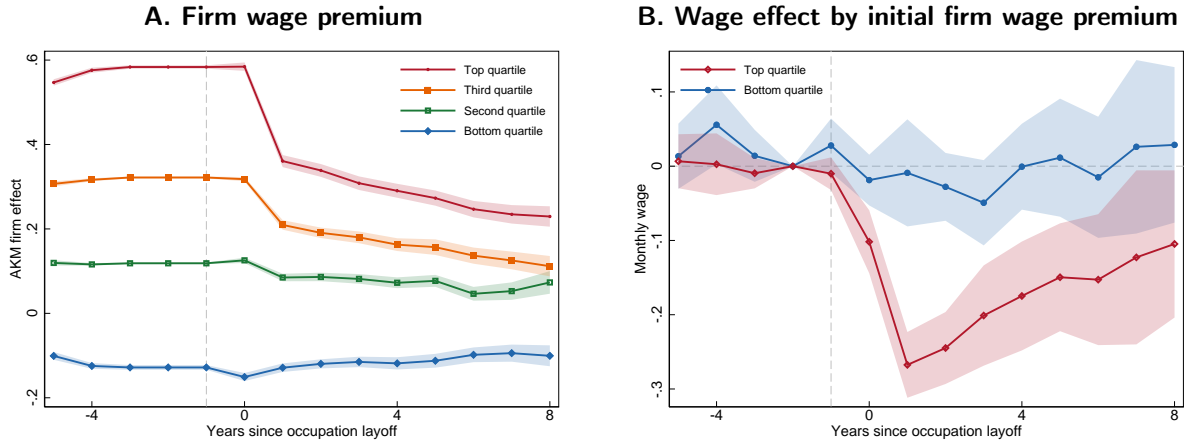 A. Firm wage premium
AKM firm effect
.6
.4
.2
0
-.2
Top quartile
Third quartile
Second quartile
Bottom quartile
-4
0
4
8
Years since occupation layoff
B. Wage effect by initial firm wage premium
Monthly wage
.1
0
-.1
-.2
-.3
Top quartile
Bottom quartile
-4
0
4
8
Years since occupation layoff